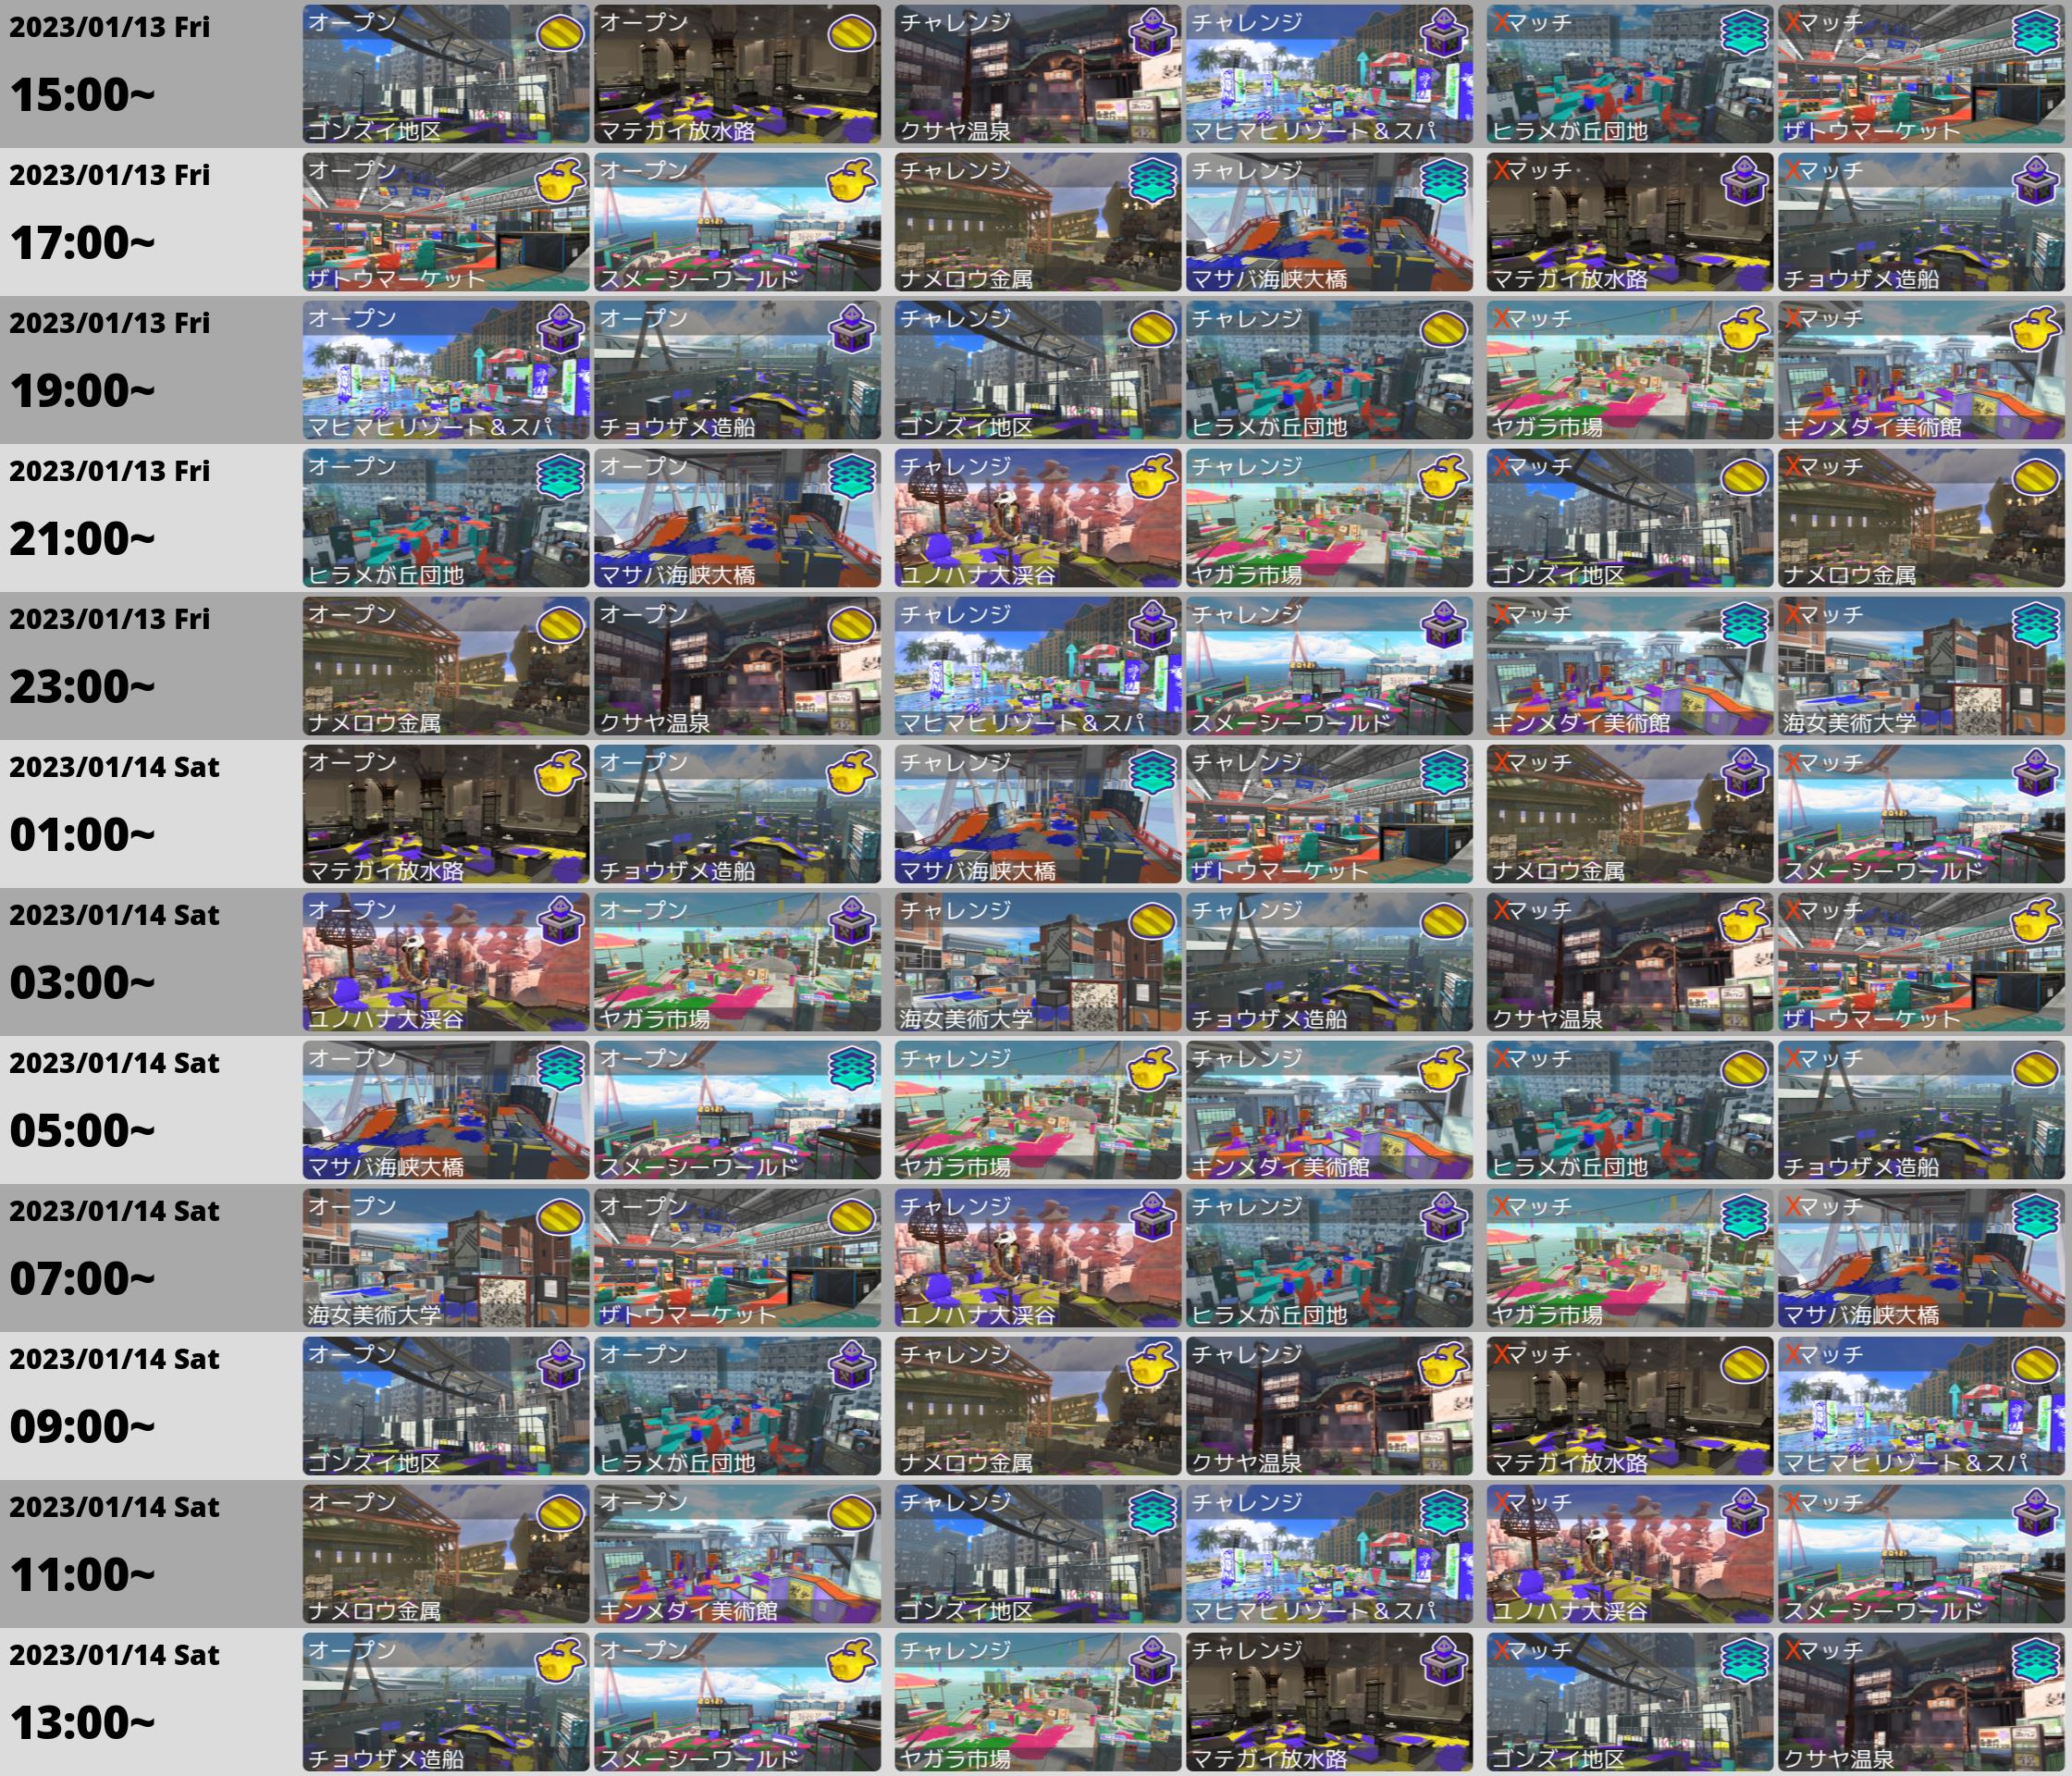 2023/01/13 Fri
15:00~
オープン オープン チャレンジ チャレンジ Xマッチ Xマッチ
ゴンズイ地区 マテガイ放水路 クサヤ温泉 マヒマヒリゾート＆スパ ヒラメが丘団地 ザトウマーケット
2023/01/13 Fri
17:00~
オープン オープン チャレンジ チャレンジ Xマッチ Xマッチ
ザトウマーケット スメーシーワールド ナメロウ金属 マサバ海峡大橋 マテガイ放水路 チョウザメ造船
2023/01/13 Fri
19:00~
オープン オープン チャレンジ チャレンジ Xマッチ Xマッチ
マヒマヒリゾート＆スパ チョウザメ造船 ゴンズイ地区 ヒラメが丘団地 ヤガラ市場 キンメダイ美術館
2023/01/13 Fri
21:00~
オープン オープン チャレンジ チャレンジ Xマッチ Xマッチ
ヒラメが丘団地 マサバ海峡大橋 ユノハナ大渓谷 ヤガラ市場 ゴンズイ地区 ナメロウ金属
2023/01/13 Fri
23:00~
オープン オープン チャレンジ チャレンジ Xマッチ Xマッチ
ナメロウ金属 クサヤ温泉 マヒマヒリゾート＆スパ スメーシーワールド キンメダイ美術館 海女美術大学
2023/01/14 Sat
01:00~
オープン オープン チャレンジ チャレンジ Xマッチ Xマッチ
マテガイ放水路 チョウザメ造船 マサバ海峡大橋 ザトウマーケット ナメロウ金属 スメーシーワールド
2023/01/14 Sat
03:00~
オープン オープン チャレンジ チャレンジ Xマッチ Xマッチ
ユノハナ大渓谷 ヤガラ市場 海女美術大学 チョウザメ造船 クサヤ温泉 ザトウマーケット
2023/01/14 Sat
05:00~
オープン オープン チャレンジ チャレンジ Xマッチ Xマッチ
マサバ海峡大橋 スメーシーワールド ヤガラ市場 キンメダイ美術館 ヒラメが丘団地 チョウザメ造船
2023/01/14 Sat
07:00~
オープン オープン チャレンジ チャレンジ Xマッチ Xマッチ
海女美術大学 ザトウマーケット ユノハナ大渓谷 ヒラメが丘団地 ヤガラ市場 マサバ海峡大橋
2023/01/14 Sat
09:00~
オープン オープン チャレンジ チャレンジ Xマッチ Xマッチ
ゴンズイ地区 ヒラメが丘団地 ナメロウ金属 クサヤ温泉 マテガイ放水路 マヒマヒリゾート＆スパ
2023/01/14 Sat
11:00~
オープン オープン チャレンジ チャレンジ Xマッチ Xマッチ
ナメロウ金属 キンメダイ美術館 ゴンズイ地区 マヒマヒリゾート＆スパ ユノハナ大渓谷 スメーシーワールド
2023/01/14 Sat
13:00~
オープン オープン チャレンジ チャレンジ Xマッチ Xマッチ
チョウザメ造船 スメーシーワールド ヤガラ市場 マテガイ放水路 ゴンズイ地区 クサヤ温泉